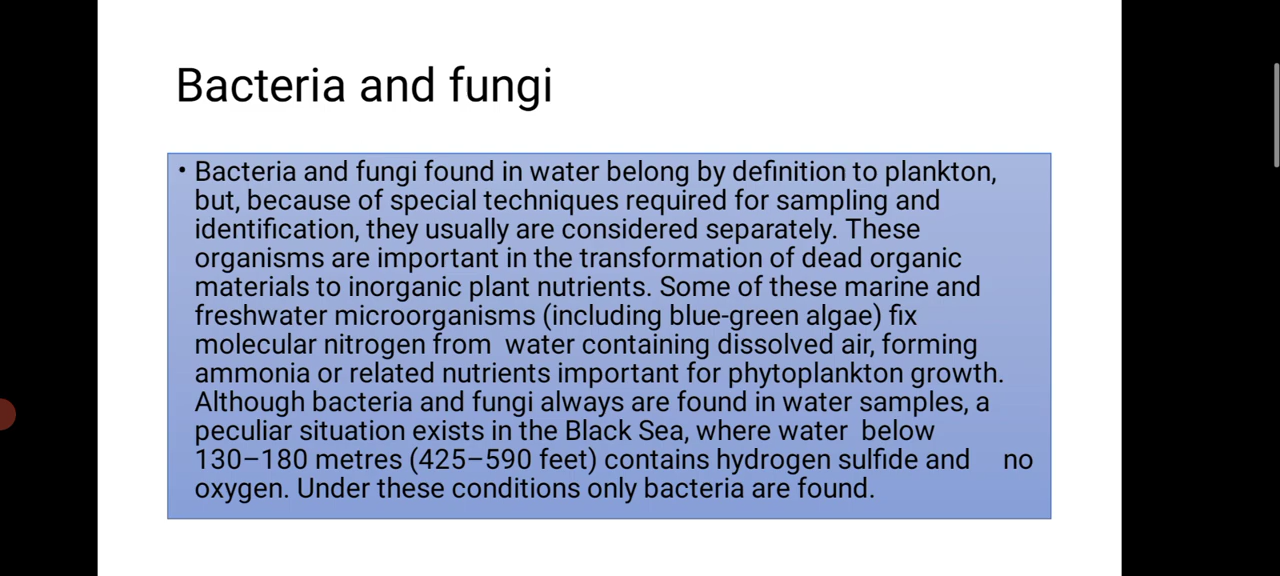 Bacteria and fungi
• Bacteria and fungi found in water belong by definition to plankton,
but, because of special techniques required for sampling and
identification, they usually are considered separately. These
organisms are important in the transformation of dead organic
materials to inorganic plant nutrients. Some of these marine and
freshwater microorganisms (including blue-green algae) fix
molecular nitrogen from  water containing dissolved air, forming
ammonia or related nutrients important for phytoplankton growth.
Although bacteria and fungi always are found in water samples, a
peculiar situation exists in the Black Sea, where water  below
130–180 metres (425–590 feet) contains hydrogen sulfide and    no
oxygen. Under these conditions only bacteria are found.